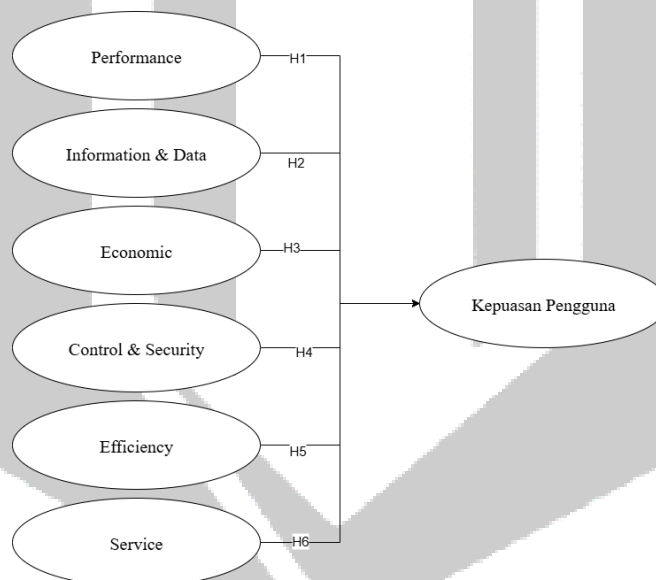 Performance
H1
Information & Data
H2
Economic
H3
Kepuasan Pengguna
Control & Security
H4
Efficiency
H5
Service
H6